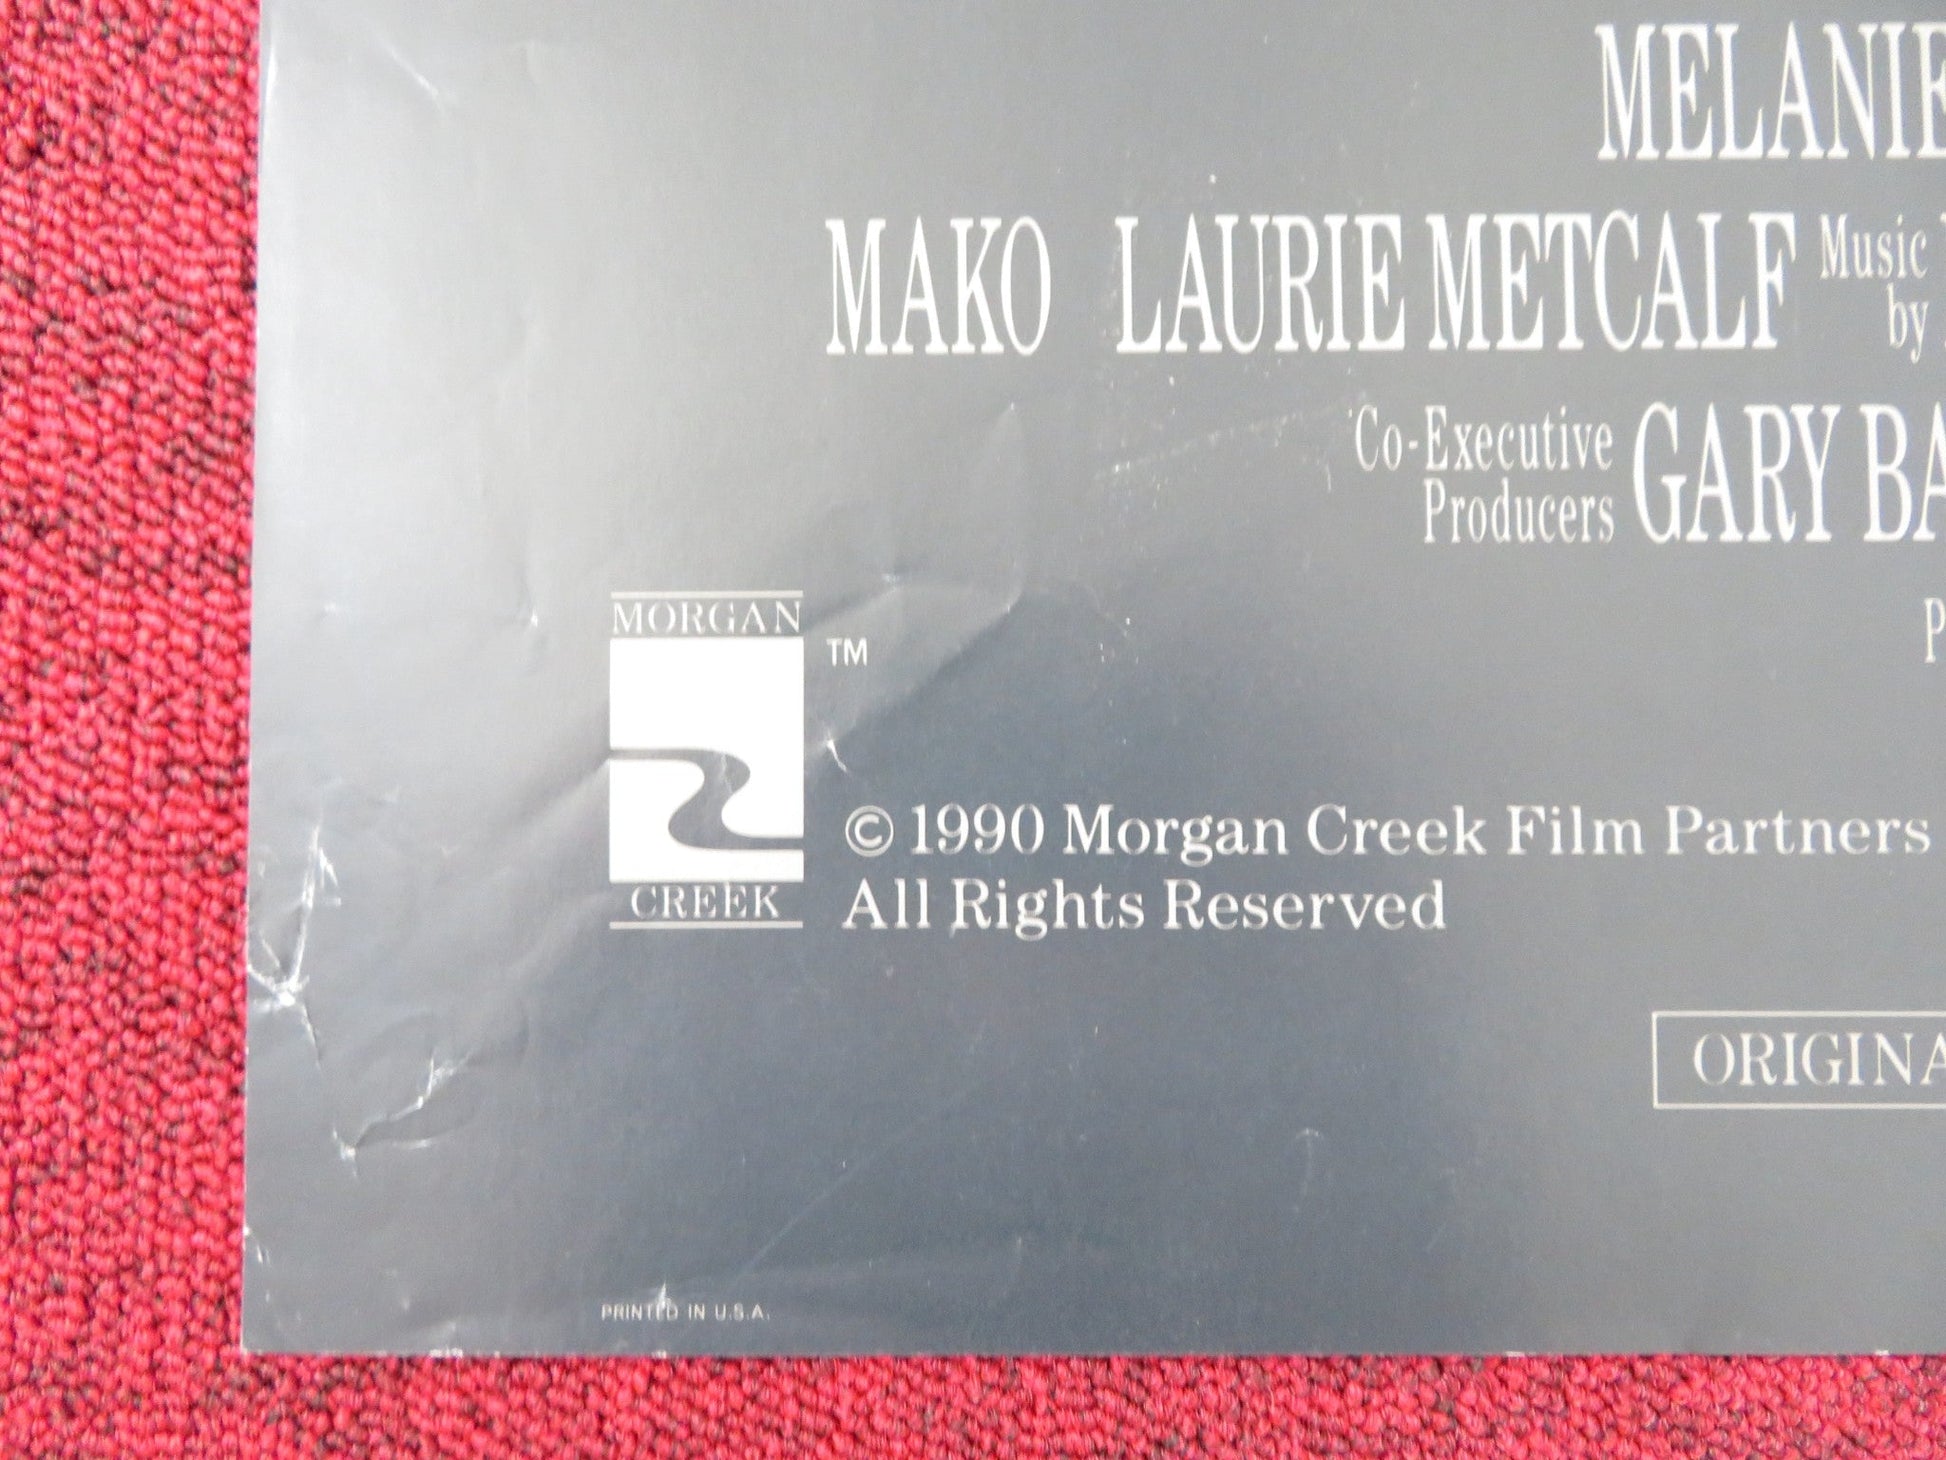 MELANIE
MAKO LAURIE METCALF Music
by
Co-Executive
Producers GARY BA
MORGAN
TM
© 1990 Morgan Creek Film Partners
CREEK
All Rights Reserved
ORIGINA
PRINTED IN U.S.A.